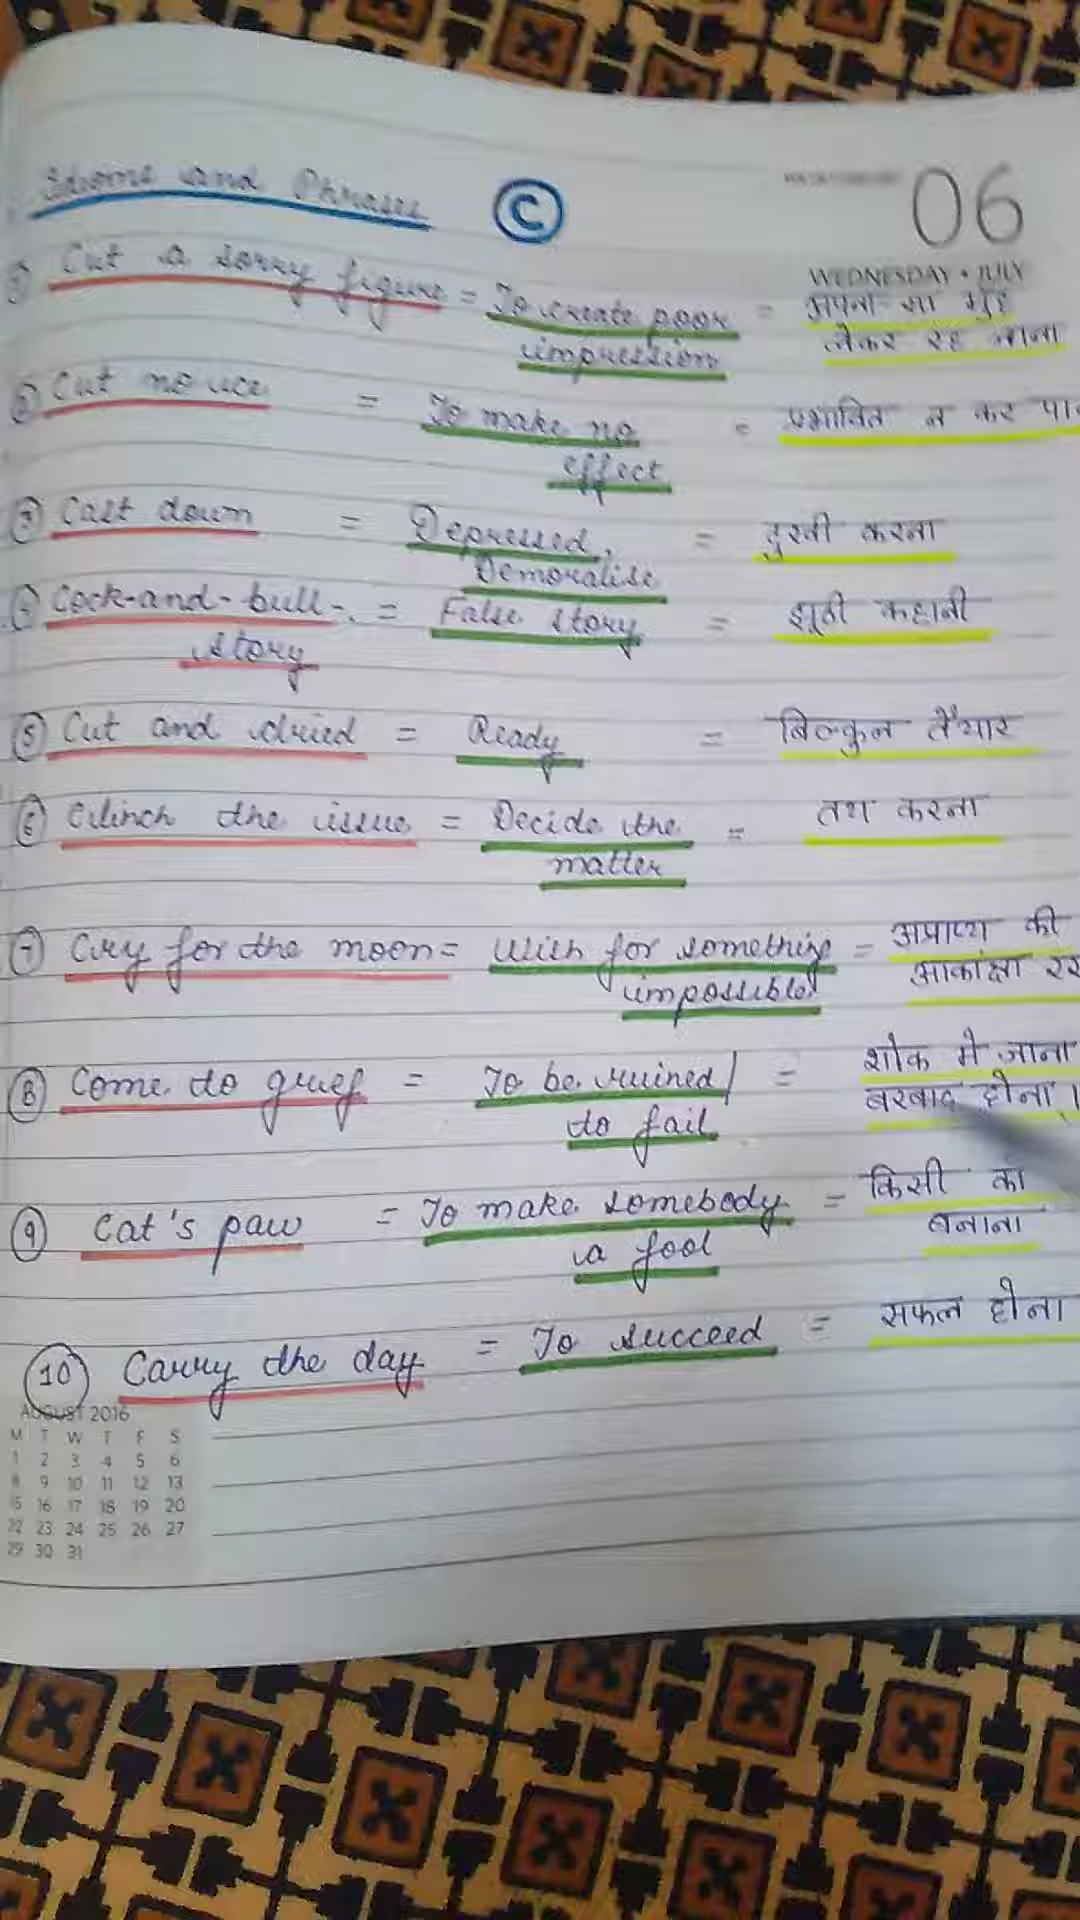 Idioms and Phrases C
06
WEDNESDAY • JULY
① Cut a sorry figure = To create poor = अपना सा मुंह
impression लेकर रह जाना
② Cut no ice = To make no = प्रभावित न कर
effect
③ Cast down = Depressed, = दुखी करना
Demoralise
④ Cock-and-bull- = False story = झूठी कहानी
story
⑤ Cut and dried = Ready = बिल्कुल तैयार
⑥ Clinch the issue = Decide the = तय करना
matter
⑦ Cry for the moon = Wish for something = अप्राप्य की
impossible आकांक्षा
⑧ Come to grief = To be ruined/ = शोक मे जाना
to fail बरबाद होना।
⑨ Cat's paw = To make somebody = किसी को
a fool बनाना
10 Carry the day = To succeed = सफल होना
AUGUST 2016
M T W T F S
1 2 3 4 5 6
8 9 10 11 12 13
15 16 17 18 19 20
22 23 24 25 26 27
29 30 31